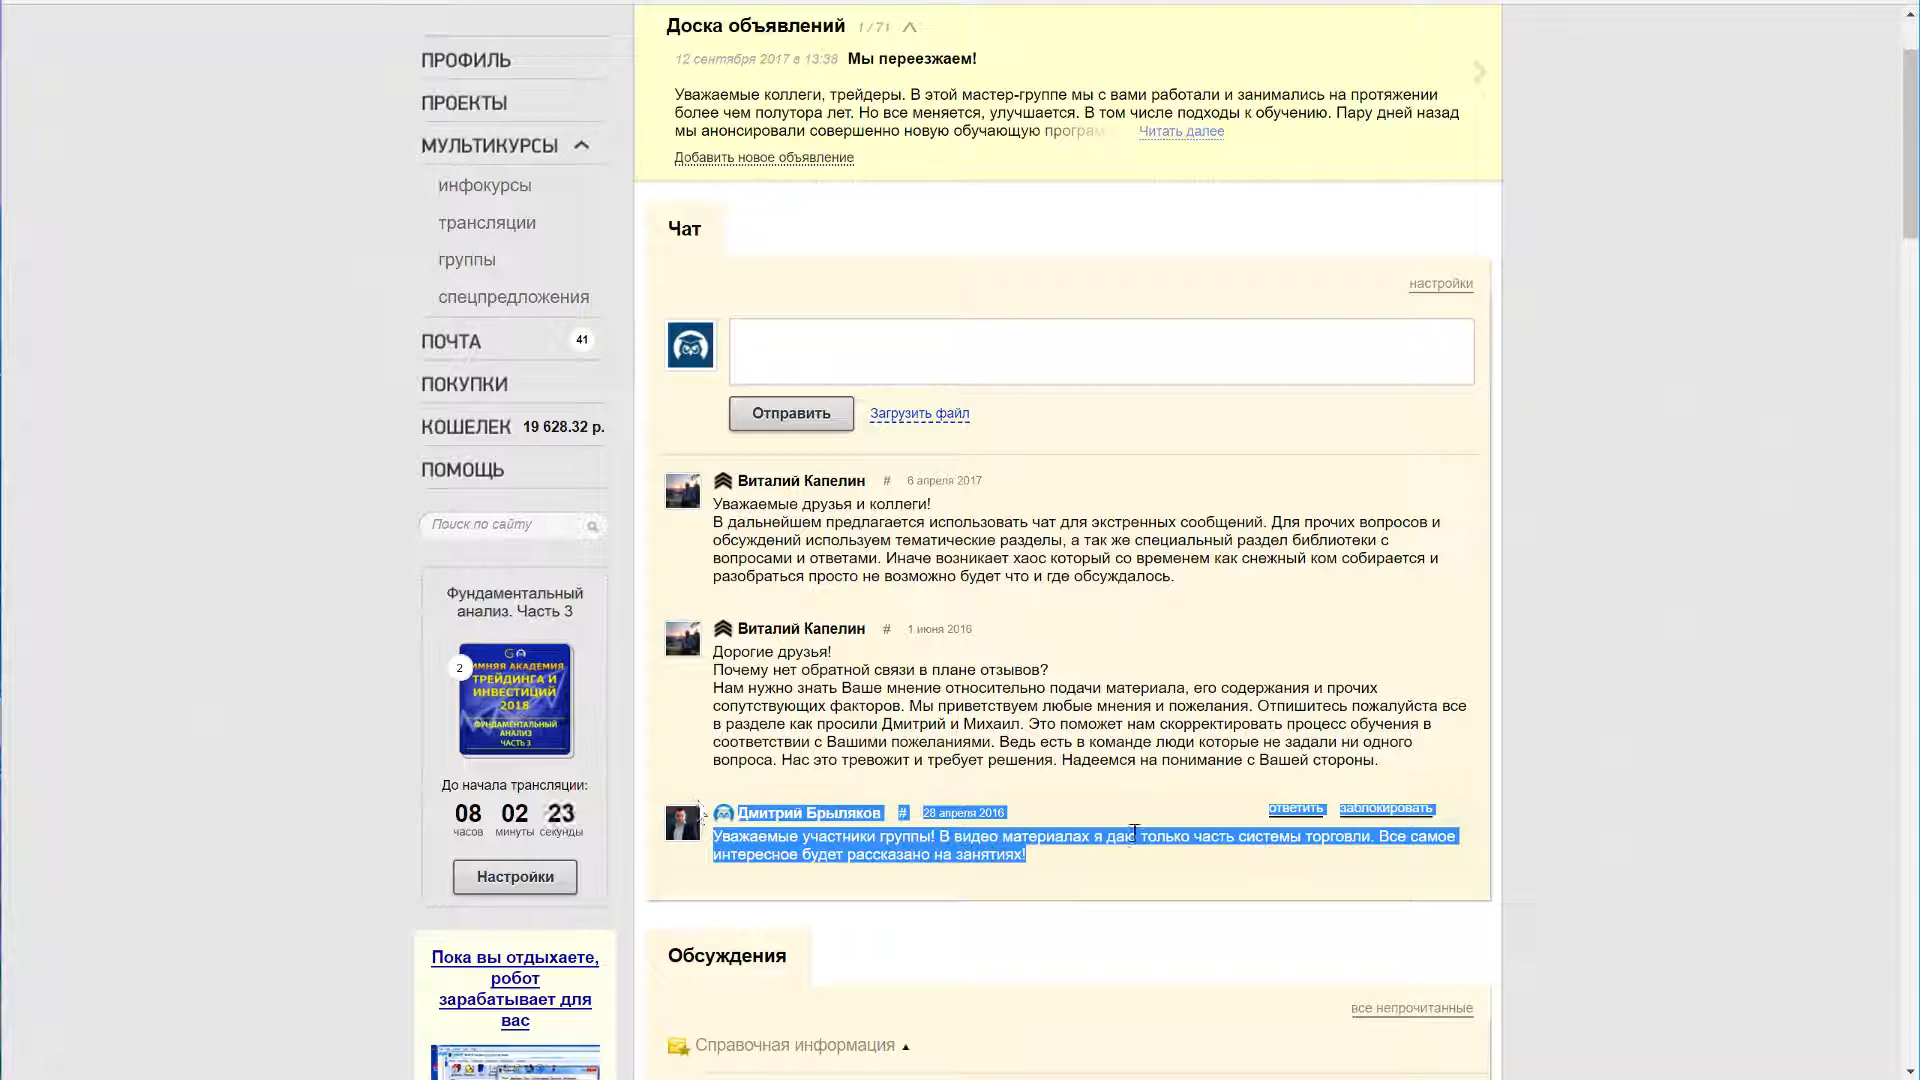 ПРОФИЛЬ
ПРОЕКТЫ
МУЛЬТИКУРСЫ
инфокурсы
трансляции
группы
спецпредложения
ПОЧТА 41
ПОКУПКИ
КОШЕЛЕК 19 628.32 р.
ПОМОЩЬ
Поиск по сайту
Фундаментальный
анализ. Часть 3
2
ТРЕЙДИНГА И
ИНВЕСТИЦИЙ
2018
ФУНДАМЕНТАЛЬНЫЙ
АНАЛИЗ
ЧАСТЬ 3
До начала трансляции:
08 02 23
часов минуты секунды
Настройки
Пока вы отдыхаете,
робот
зарабатывает для
вас
Доска объявлений 1 / 71
12 сентября 2017 в 13:38 Мы переезжаем!
Уважаемые коллеги, трейдеры. В этой мастер-группе мы с вами работали и занимались на протяжении
более чем полутора лет. Но все меняется, улучшается. В том числе подходы к обучению. Пару дней назад
мы анонсировали совершенно новую обучающую програм Читать далее
Добавить новое объявление
Чат
настройки
Отправить Загрузить файл
Виталий Капелин # 6 апреля 2017
Уважаемые друзья и коллеги!
В дальнейшем предлагается использовать чат для экстренных сообщений. Для прочих вопросов и
обсуждений используем тематические разделы, а так же специальный раздел библиотеки с
вопросами и ответами. Иначе возникает хаос который со временем как снежный ком собирается и
разобраться просто не возможно будет что и где обсуждалось.
Виталий Капелин # 1 июня 2016
Дорогие друзья!
Почему нет обратной связи в плане отзывов?
Нам нужно знать Ваше мнение относительно подачи материала, его содержания и прочих
сопутствующих факторов. Мы приветствуем любые мнения и пожелания. Отпишитесь пожалуйста все
в разделе как просили Дмитрий и Михаил. Это поможет нам скорректировать процесс обучения в
соответствии с Вашими пожеланиями. Ведь есть в команде люди которые не задали ни одного
вопроса. Нас это тревожит и требует решения. Надеемся на понимание с Вашей стороны.
Дмитрий Брыляков # 28 апреля 2016 ответить заблокировать
Уважаемые участники группы! В видео материалах я даю только часть системы торговли. Все самое
интересное будет рассказано на занятиях!
Обсуждения
все непрочитанные
Справочная информация